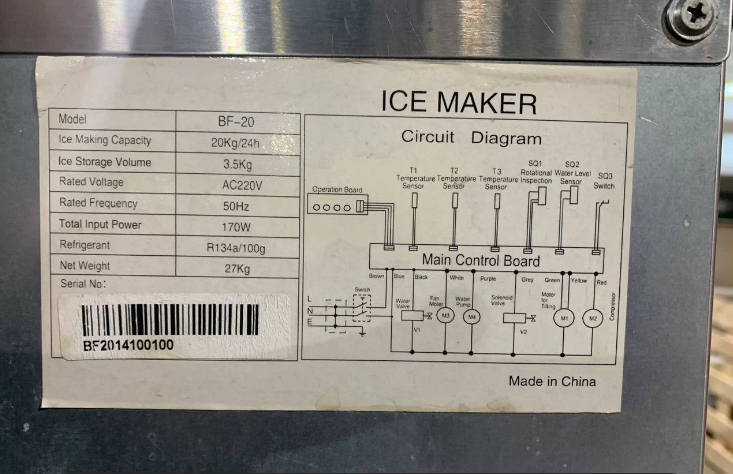 ICE MAKER
Model BF-20
Ice Making Capacity 20Kg/24h
Ice Storage Volume 3.5Kg
Rated Voltage AC220V
Rated Frequency 50Hz
Total Input Power 170W
Refrigerant R134a/100g
Net Weight 27Kg
Serial No:
BF2014100100
Circuit Diagram
Operation Board
T1 Temperature Sensor
T2 Temperature Sensor
T3 Temperature Sensor
SQ1 Rotational Inspection
SQ2 Water Level Sensor
SQ3 Switch
Main Control Board
Brown Blue Black White Purple Grey Green Yellow Red
Switch
L
N
E
Water Valve
V1
Fan Motor
M3
Water Pump
M4
Solenoid Valve
V2
Motor for Tilting
M1
M2
Compressor
Made in China